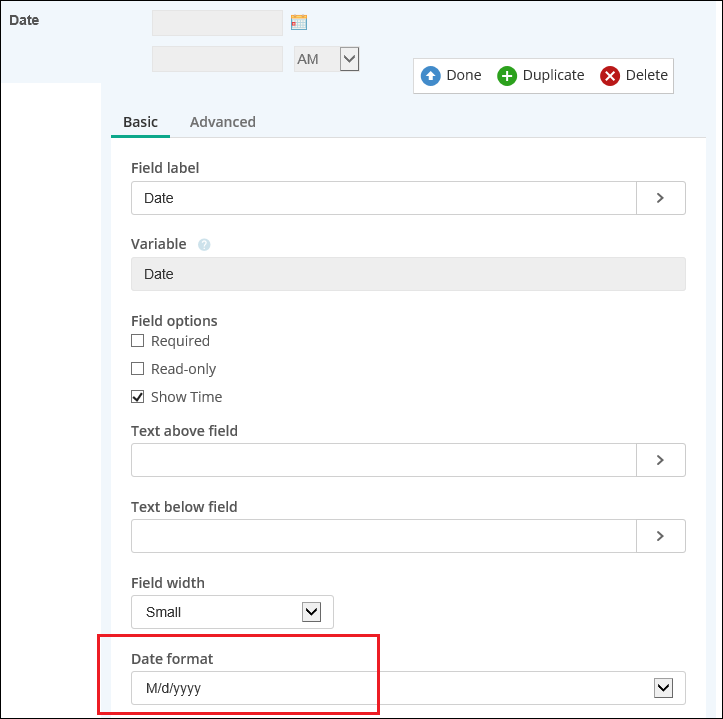 Date
AM
Done Duplicate Delete
Basic Advanced
Field label
Date
Variable ?
Date
Field options
Required
Read-only
Show Time
Text above field
Text below field
Field width
Small
Date format
M/d/yyyy